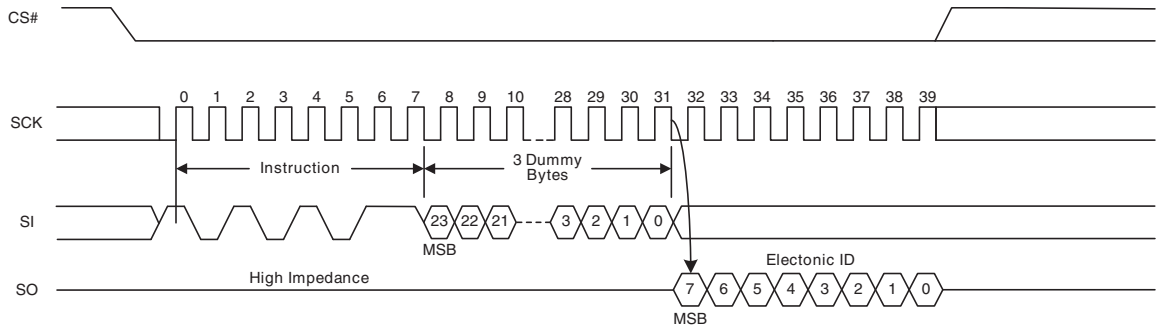 CS#
0 1 2 3 4 5 6 7 8 9 10 28 29 30 31 32 33 34 35 36 37 38 39
SCK
Instruction
3 Dummy
Bytes
SI
23 22 21 3 2 1 0
MSB
High Impedance
Electonic ID
SO
7 6 5 4 3 2 1 0
MSB